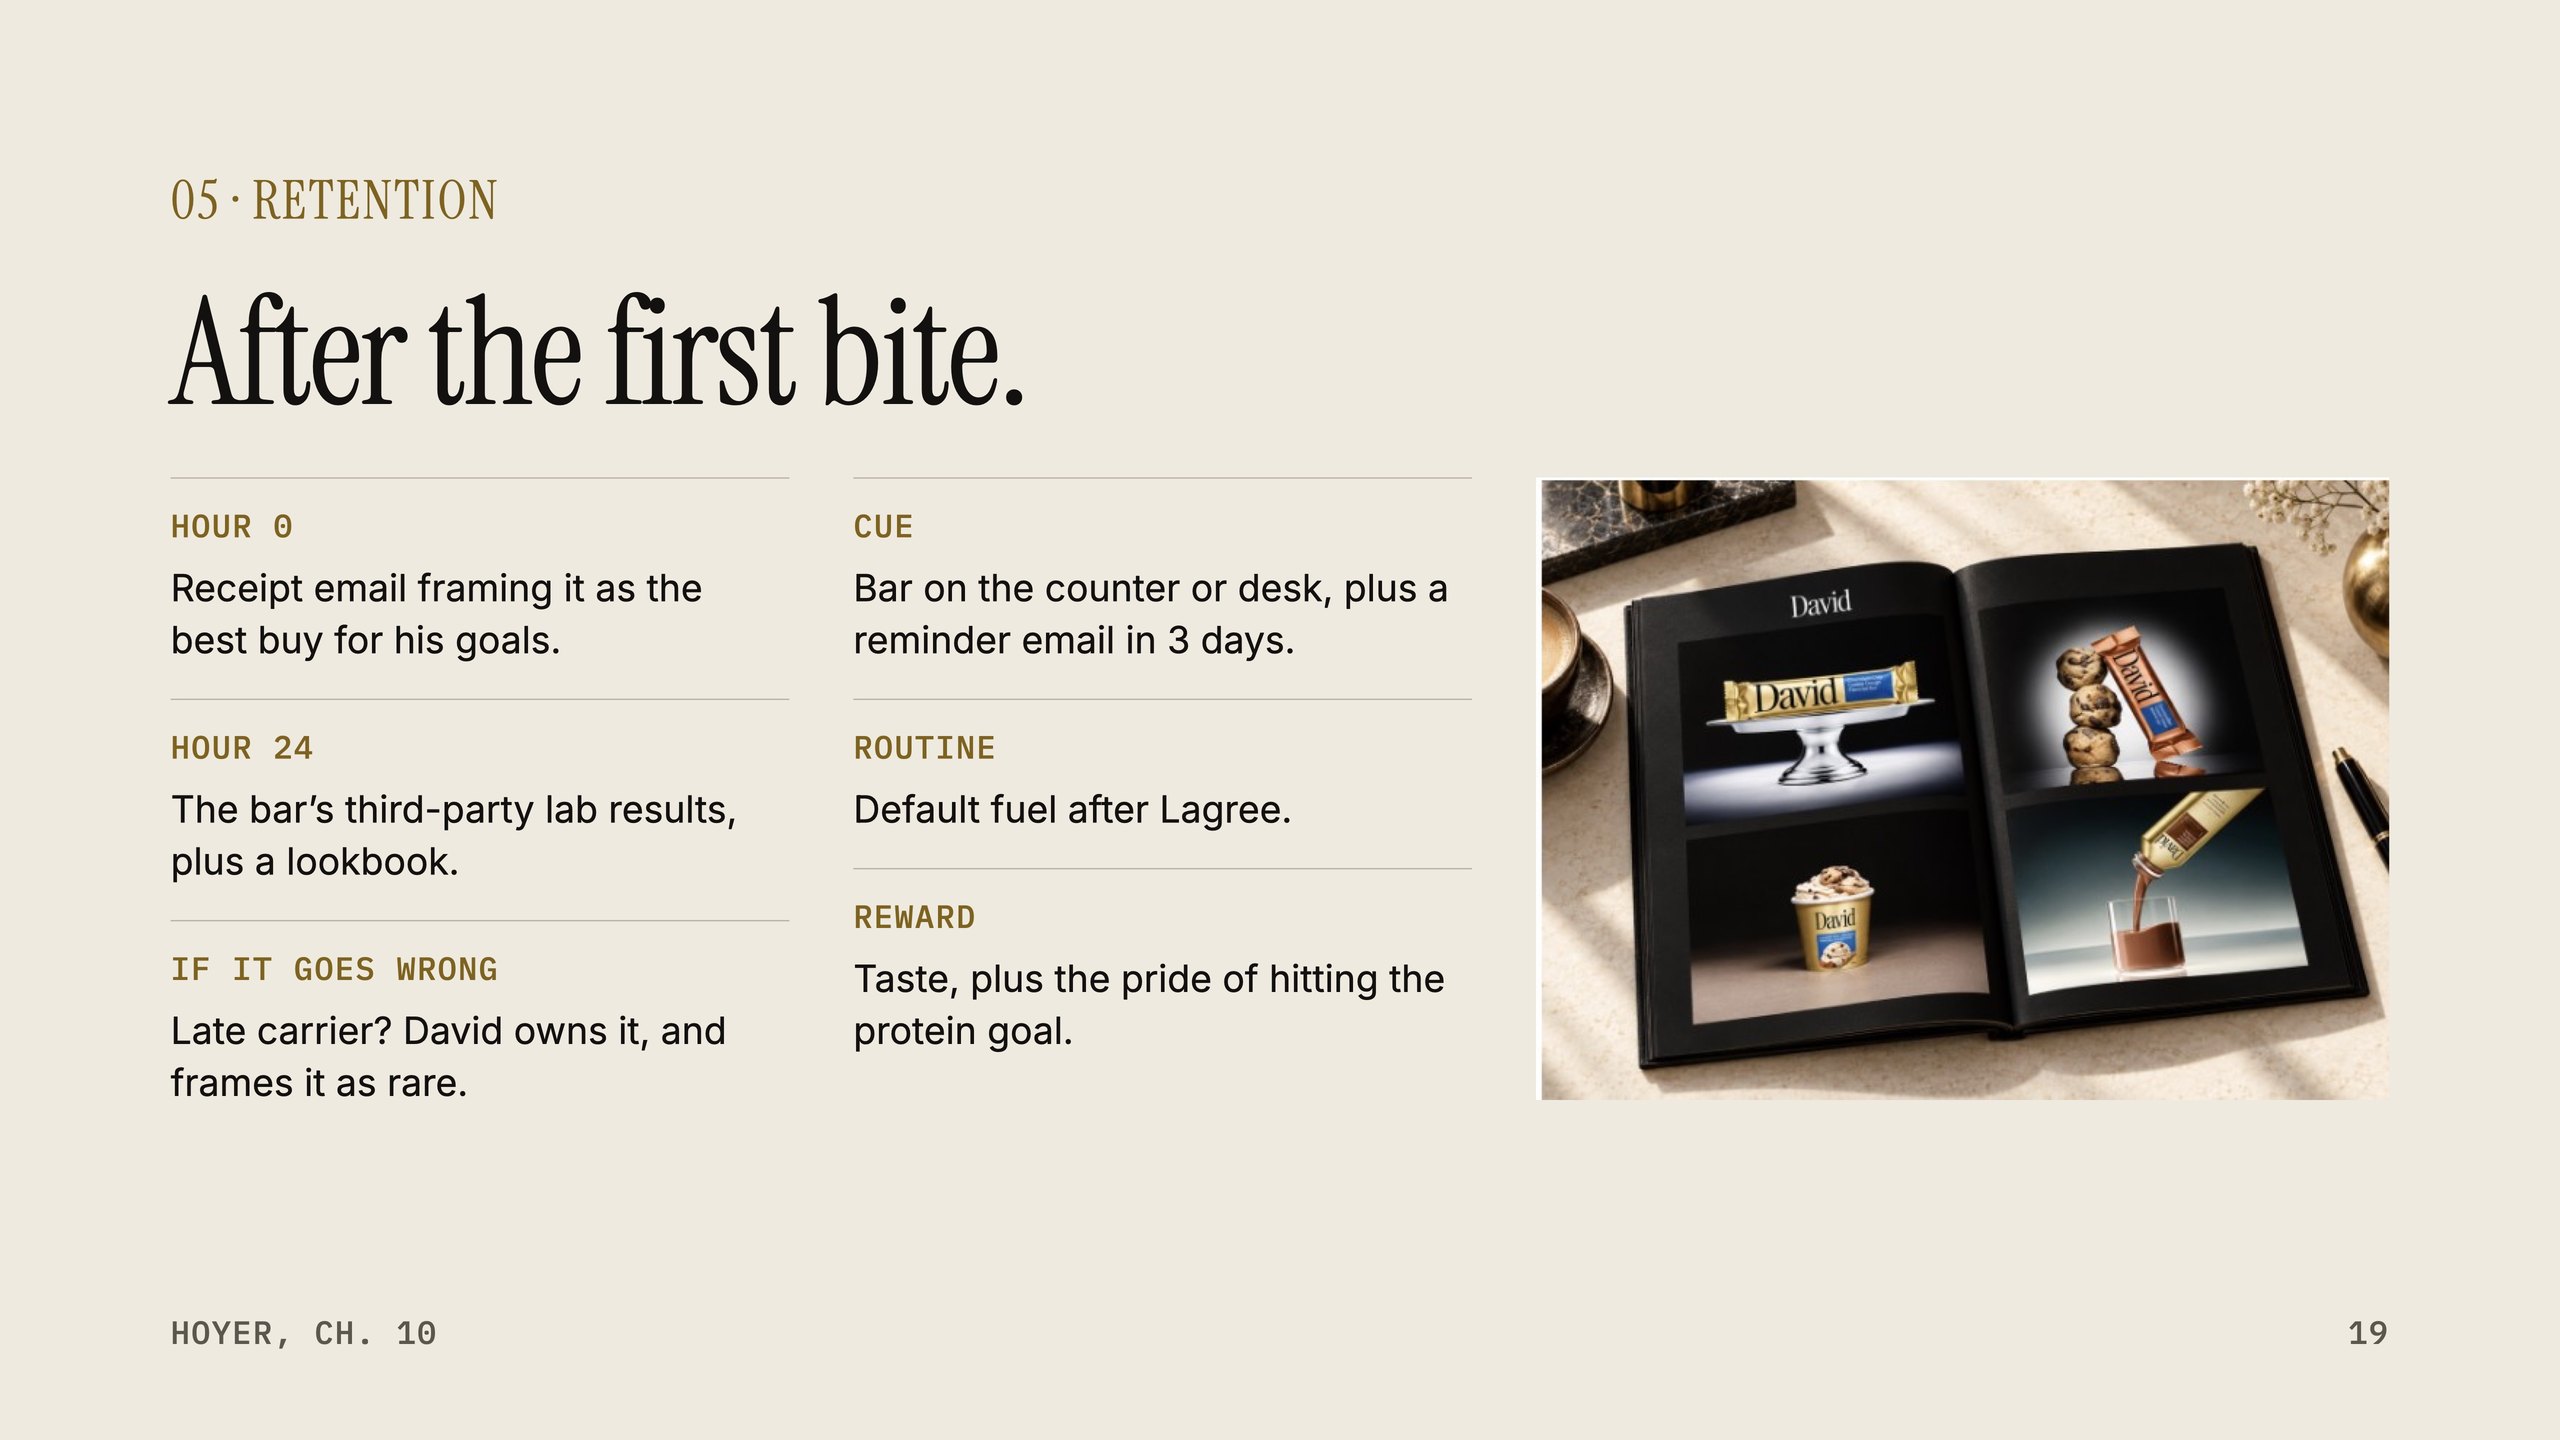 05 · RETENTION
After the first bite.
HOUR 0
Receipt email framing it as the
best buy for his goals.
HOUR 24
The bar’s third-party lab results,
plus a lookbook.
IF IT GOES WRONG
Late carrier? David owns it, and
frames it as rare.
CUE
Bar on the counter or desk, plus a
reminder email in 3 days.
ROUTINE
Default fuel after Lagree.
REWARD
Taste, plus the pride of hitting the
protein goal.
David
David
David
David
David
HOYER, CH. 10
19